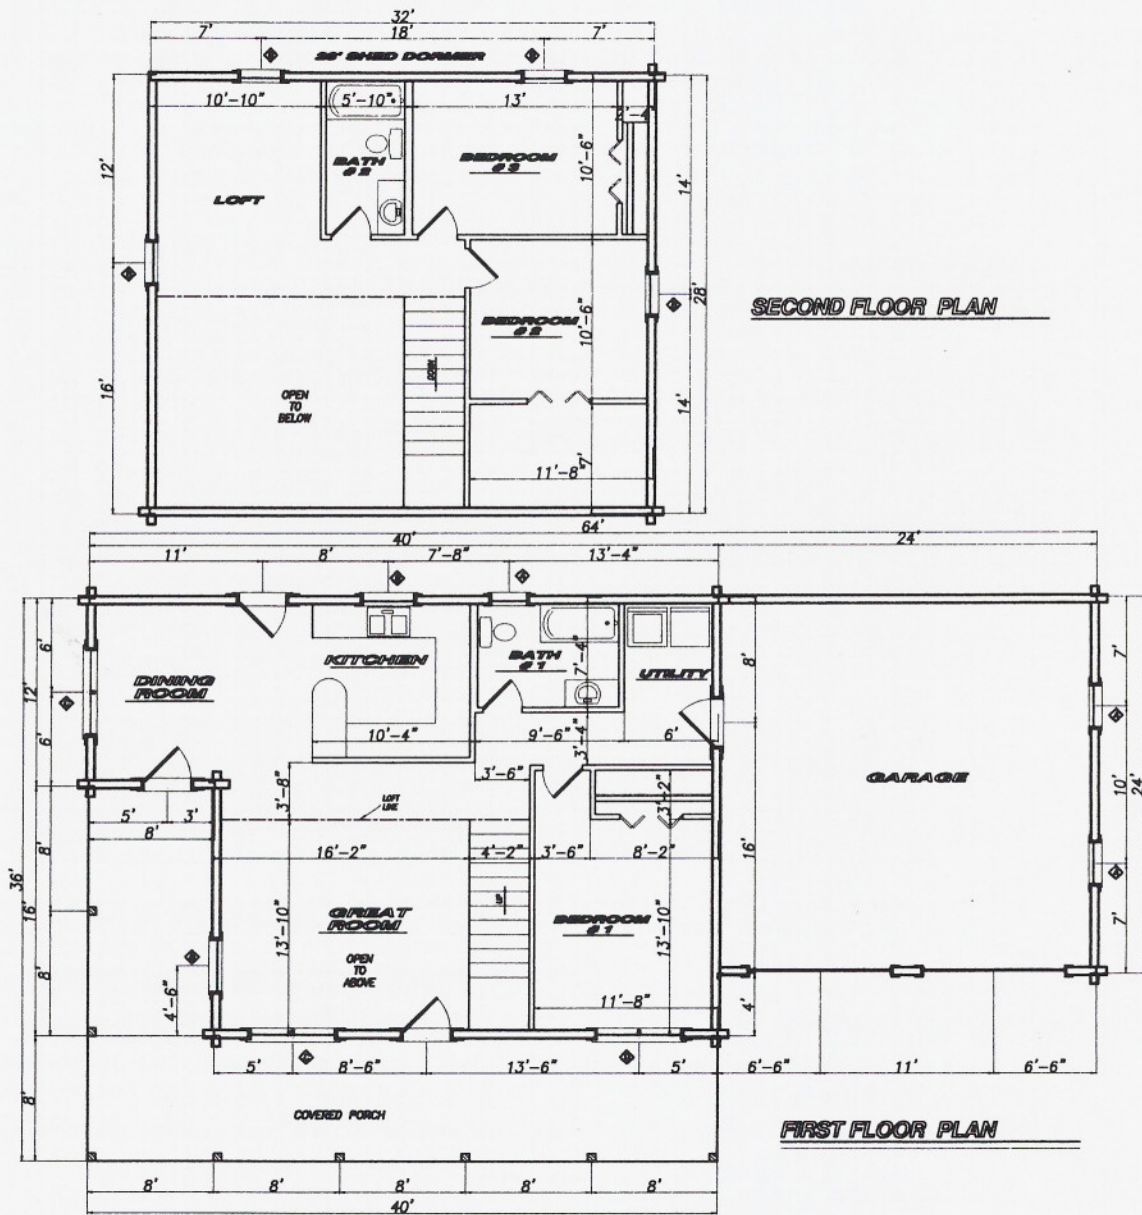 32'
7'
18'
7'
26' SHED DORMER
10'-10"
5'-10"
13'
12'
LOFT
BATH
# 2
BEDROOM
# 3
10'-6"
14'
28'
BEDROOM
# 2
10'-6"
SECOND FLOOR PLAN
16'
OPEN
TO
BELOW
DOWN
14'
11'-8"
7'
64'
40'
24'
11'
8'
7'-8"
13'-4"
6'
12'
6'
DINING
ROOM
KITCHEN
BATH
# 1
7'-4"
UTILITY
8'
7'
10'-4"
9'-6"
6'
3'-4"
3'-6"
3'-8"
LOFT
LINE
3'-2"
GARAGE
10'
24'
5'
3'
8'
8'
36'
16'
16'-2"
4'-2"
3'-6"
8'-2"
16'
GREAT
ROOM
13'-10"
UP
BEDROOM
# 1
13'-10"
OPEN
TO
ABOVE
8'
4'-6"
11'-8"
7'
4'
5'
8'-6"
13'-6"
5'
6'-6"
11'
6'-6"
8'
COVERED PORCH
FIRST FLOOR PLAN
8'
8'
8'
8'
8'
40'